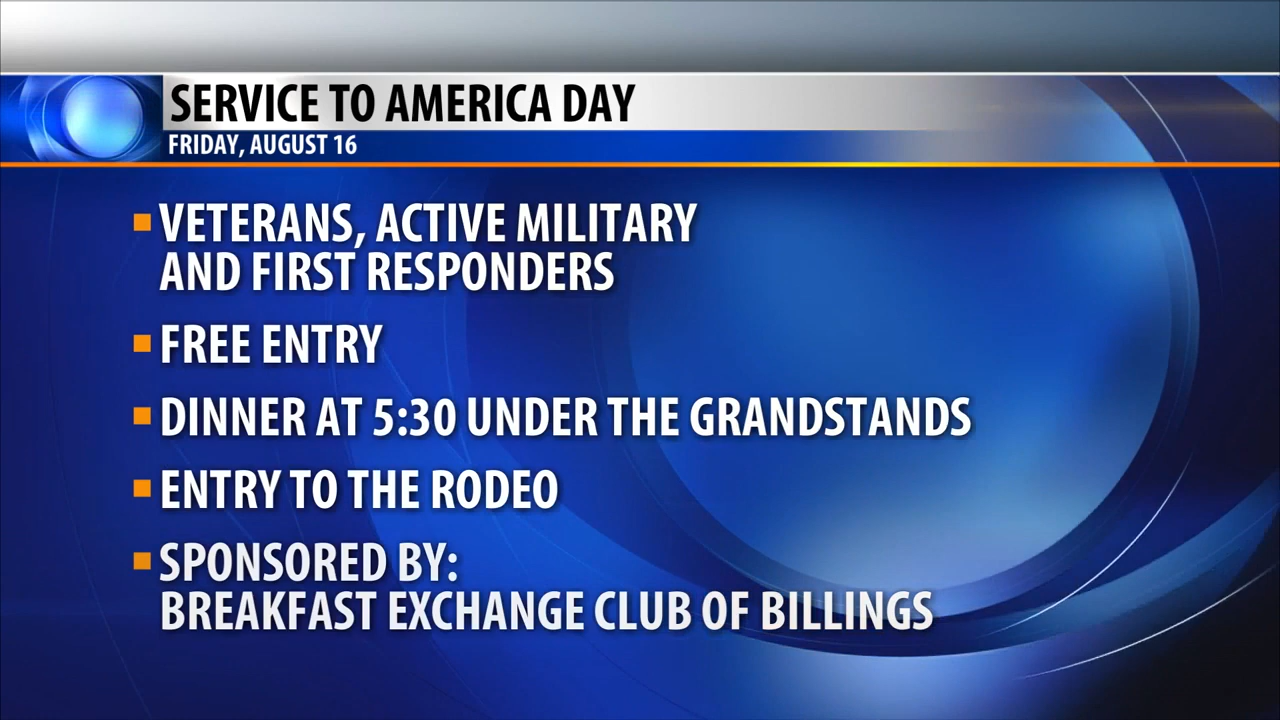 SERVICE TO AMERICA DAY
FRIDAY, AUGUST 16
VETERANS, ACTIVE MILITARY
AND FIRST RESPONDERS
FREE ENTRY
DINNER AT 5:30 UNDER THE GRANDSTANDS
ENTRY TO THE RODEO
SPONSORED BY:
BREAKFAST EXCHANGE CLUB OF BILLINGS